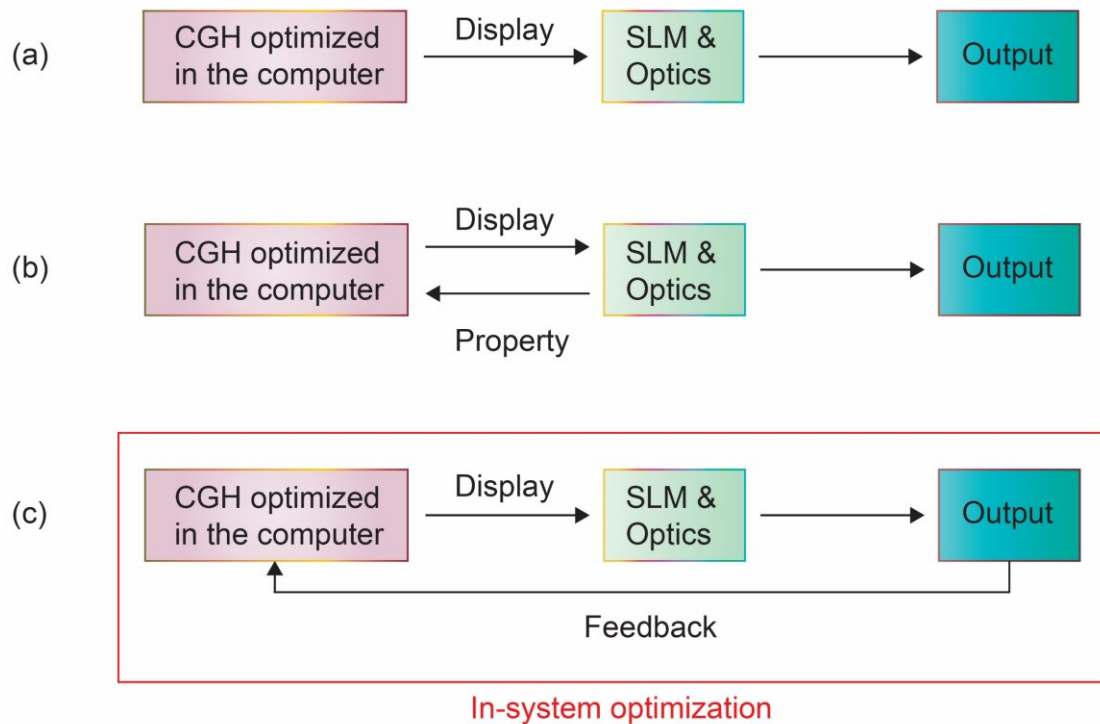 (a)
CGH optimized
in the computer
Display
SLM &
Optics
Output
(b)
CGH optimized
in the computer
Display
Property
SLM &
Optics
Output
(c)
CGH optimized
in the computer
Display
SLM &
Optics
Output
Feedback
In-system optimization